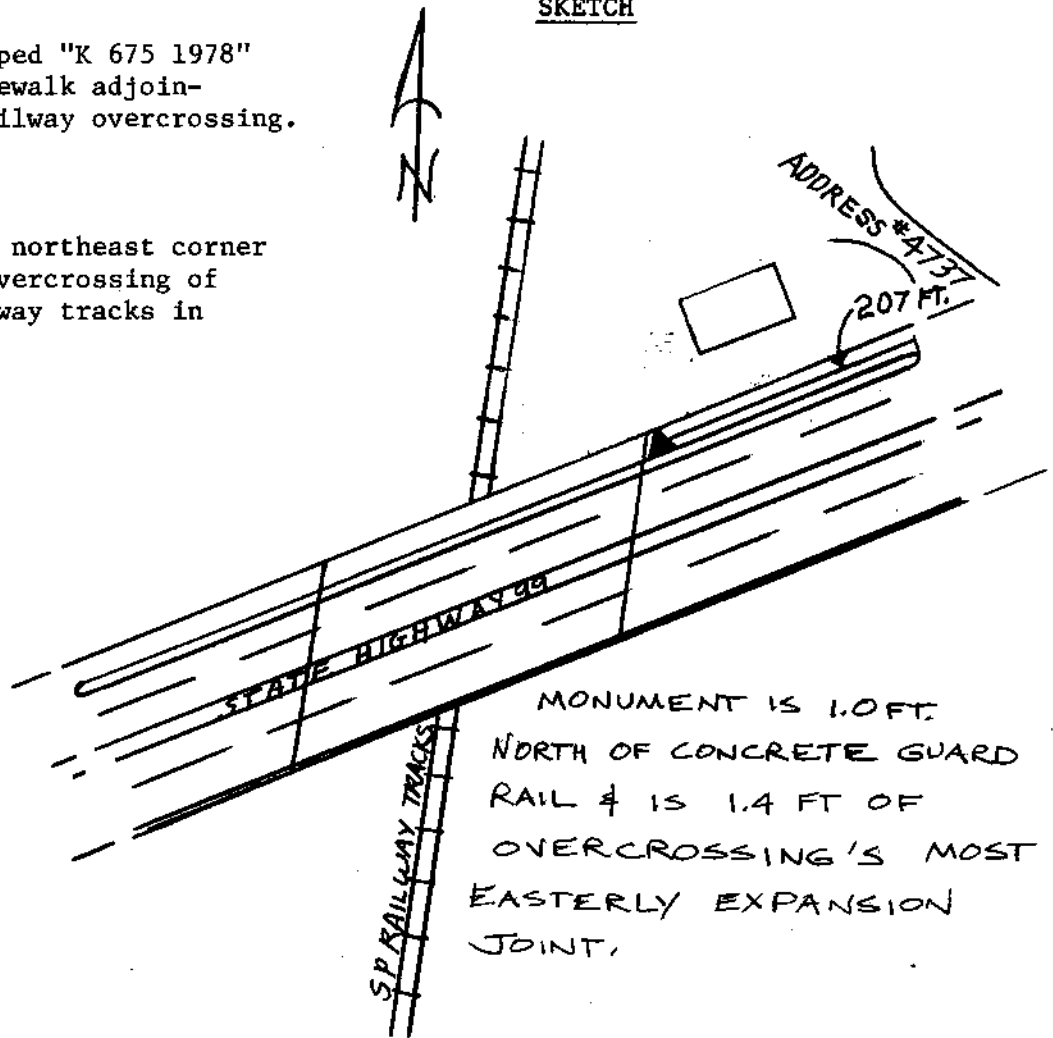 SKETCH
ped "K 675 1978"
ewalk adjoin-
ilway overcrossing.
N
northeast corner
vercrossing of
way tracks in
ADDRESS #4737
207 FT.
STATE HIGHWAY 99
SP RAILWAY TRACKS
MONUMENT IS 1.0 FT.
NORTH OF CONCRETE GUARD
RAIL & IS 1.4 FT OF
OVERCROSSING'S MOST
EASTERLY EXPANSION
JOINT.